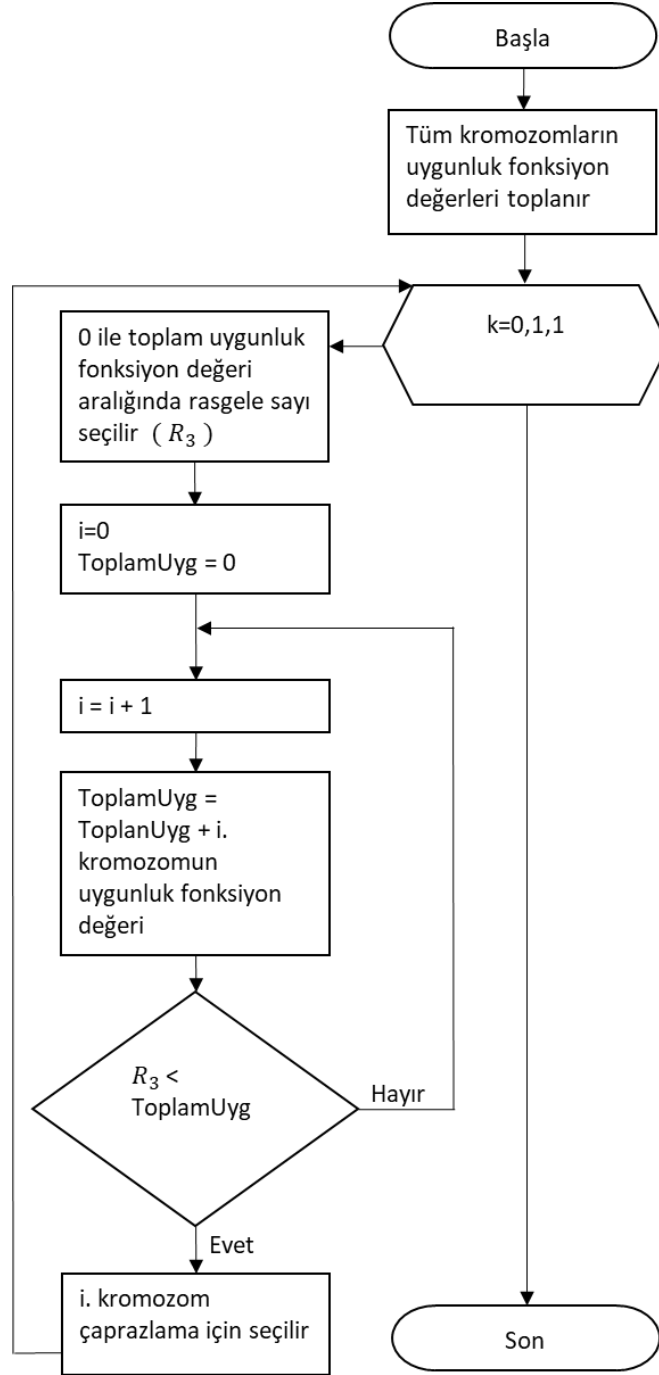 Başla
Tüm kromozomların
uygunluk fonksiyon
değerleri toplanır
k=0,1,1
0 ile toplam uygunluk
fonksiyon değeri
aralığında rasgele sayı
seçilir ( R₃ )
i=0
ToplamUyg = 0
i = i + 1
ToplamUyg =
ToplanUyg + i.
kromozomun
uygunluk fonksiyon
değeri
R₃ <
ToplamUyg
Hayır
Evet
i. kromozom
çaprazlama için seçilir
Son